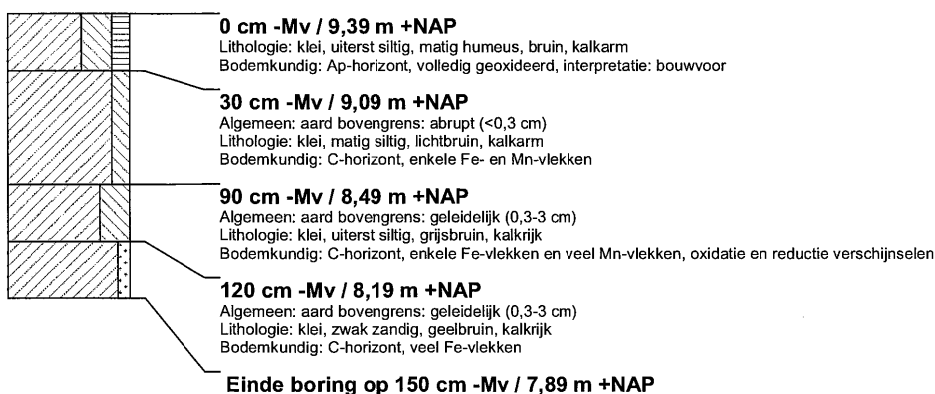 0 cm -Mv / 9,39 m +NAP
Lithologie: klei, uiterst siltig, matig humeus, bruin, kalkarm
Bodemkundig: Ap-horizont, volledig geoxideerd, interpretatie: bouwvoor
30 cm -Mv / 9,09 m +NAP
Algemeen: aard bovengrens: abrupt (<0,3 cm)
Lithologie: klei, matig siltig, lichtbruin, kalkarm
Bodemkundig: C-horizont, enkele Fe- en Mn-vlekken
90 cm -Mv / 8,49 m +NAP
Algemeen: aard bovengrens: geleidelijk (0,3-3 cm)
Lithologie: klei, uiterst siltig, grijsbruin, kalkrijk
Bodemkundig: C-horizont, enkele Fe-vlekken en veel Mn-vlekken, oxidatie en reductie verschijnselen
120 cm -Mv / 8,19 m +NAP
Algemeen: aard bovengrens: geleidelijk (0,3-3 cm)
Lithologie: klei, zwak zandig, geelbruin, kalkrijk
Bodemkundig: C-horizont, veel Fe-vlekken
Einde boring op 150 cm -Mv / 7,89 m +NAP